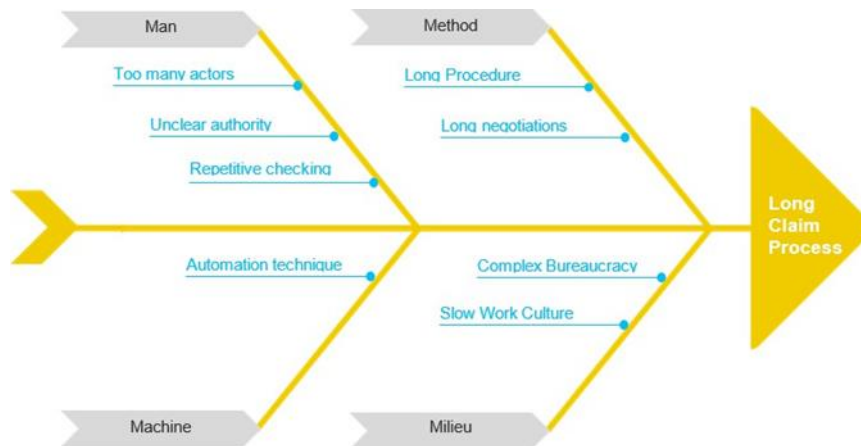 Man
Method
Too many actors
Long Procedure
Unclear authority
Long negotiations
Repetitive checking
Long
Claim
Process
Automation technique
Complex Bureaucracy
Slow Work Culture
Machine
Milieu